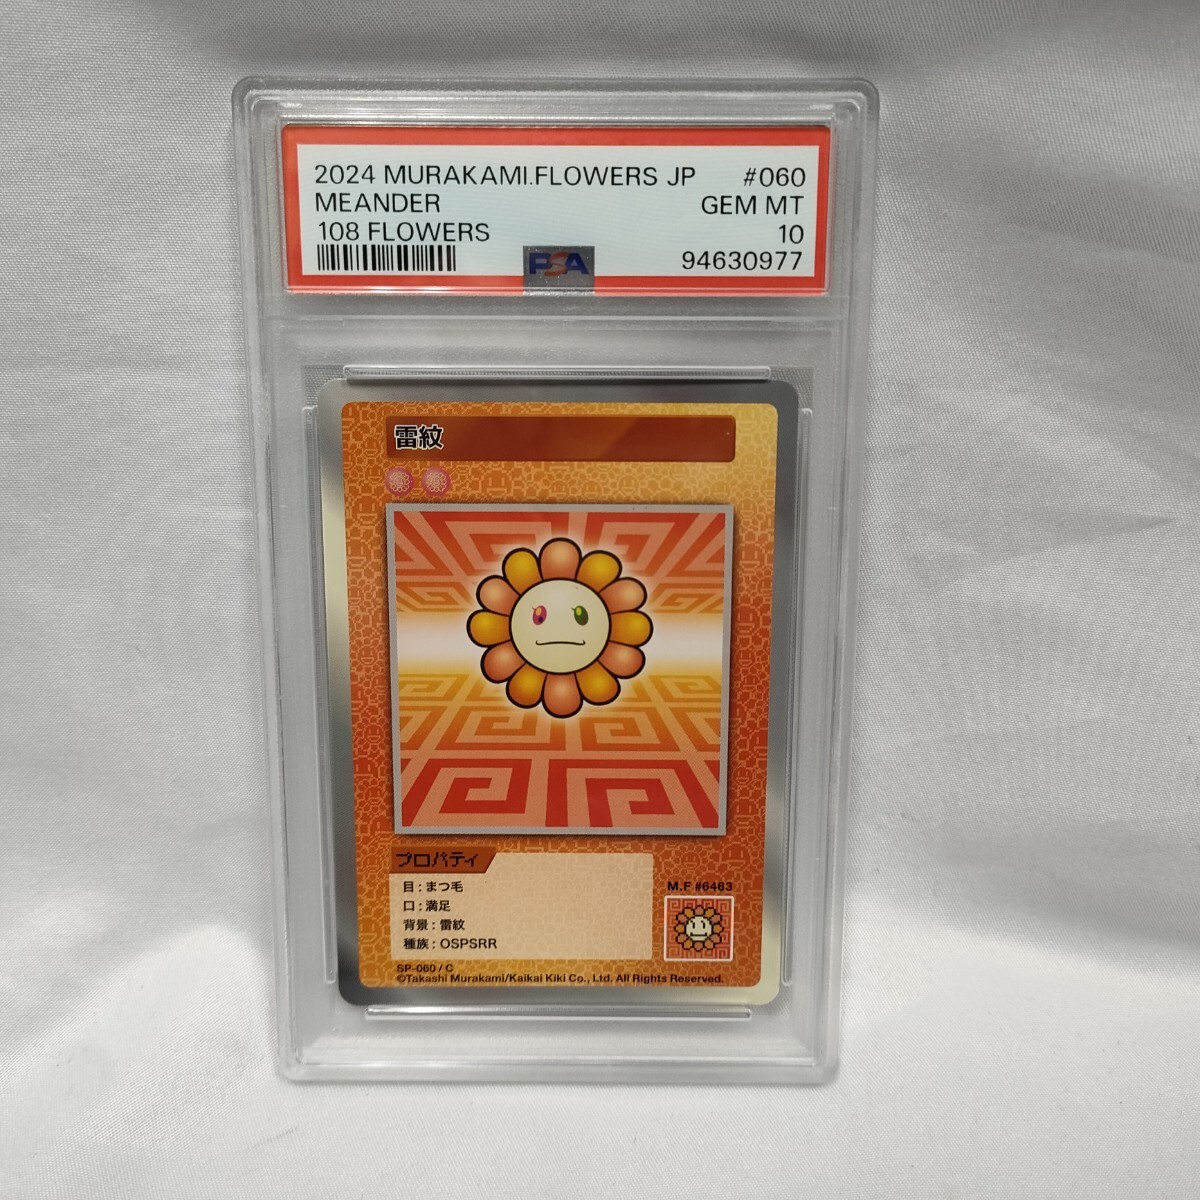 2024 MURAKAMI.FLOWERS JP #060
MEANDER GEM MT
108 FLOWERS 10
PSA 94630977
雷紋
プロパティ
目 : まつ毛
口 : 満足
背景 : 雷紋
種族 : OSPSRR
M.F #6463
SP-060 / C
©Takashi Murakami/Kaikai Kiki Co., Ltd. All Rights Reserved.